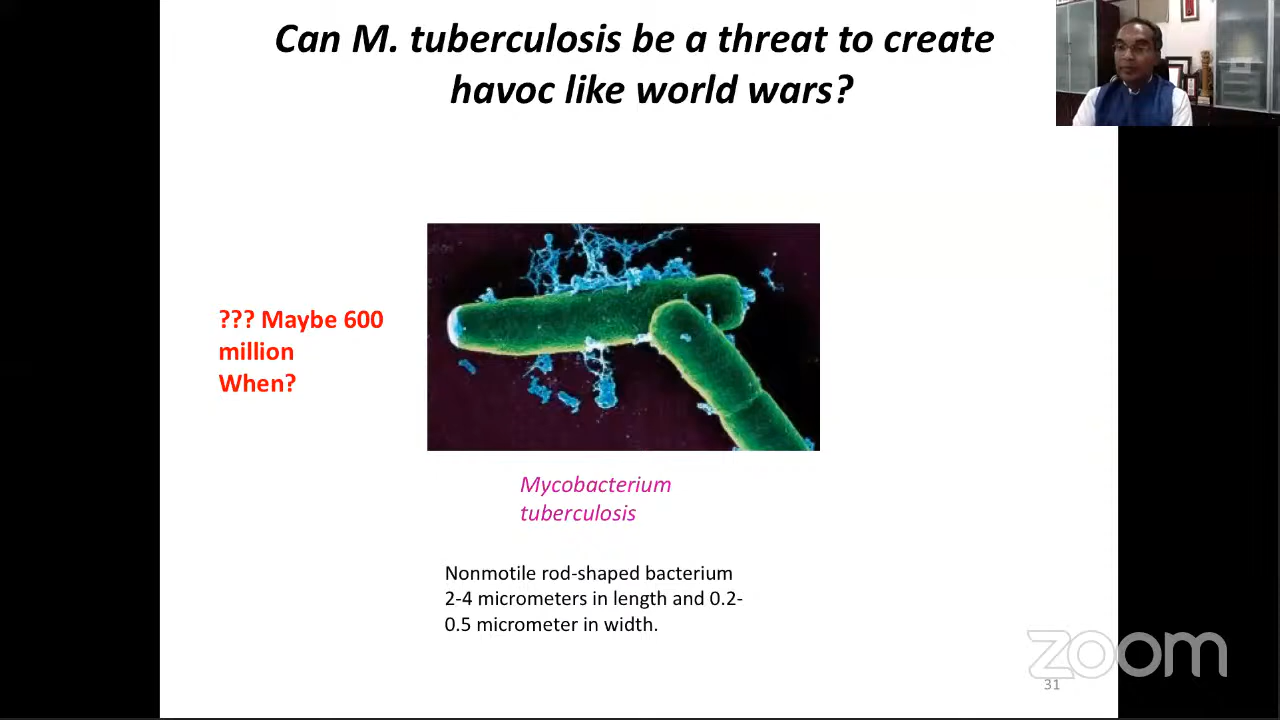 Can M. tuberculosis be a threat to create
havoc like world wars?
??? Maybe 600
million
When?
Mycobacterium
tuberculosis
Nonmotile rod-shaped bacterium
2-4 micrometers in length and 0.2-
0.5 micrometer in width.
zoom
31